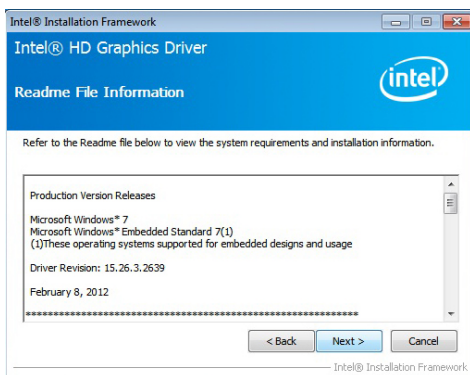 Intel® Installation Framework
Intel® HD Graphics Driver
Readme File Information
(intel)
Refer to the Readme file below to view the system requirements and installation information.
Production Version Releases
Microsoft Windows* 7
Microsoft Windows* Embedded Standard 7(1)
(1)These operating systems supported for embedded designs and usage
Driver Revision: 15.26.3.2639
February 8, 2012
************************************************************
< Back
Next >
Cancel
Intel® Installation Framework